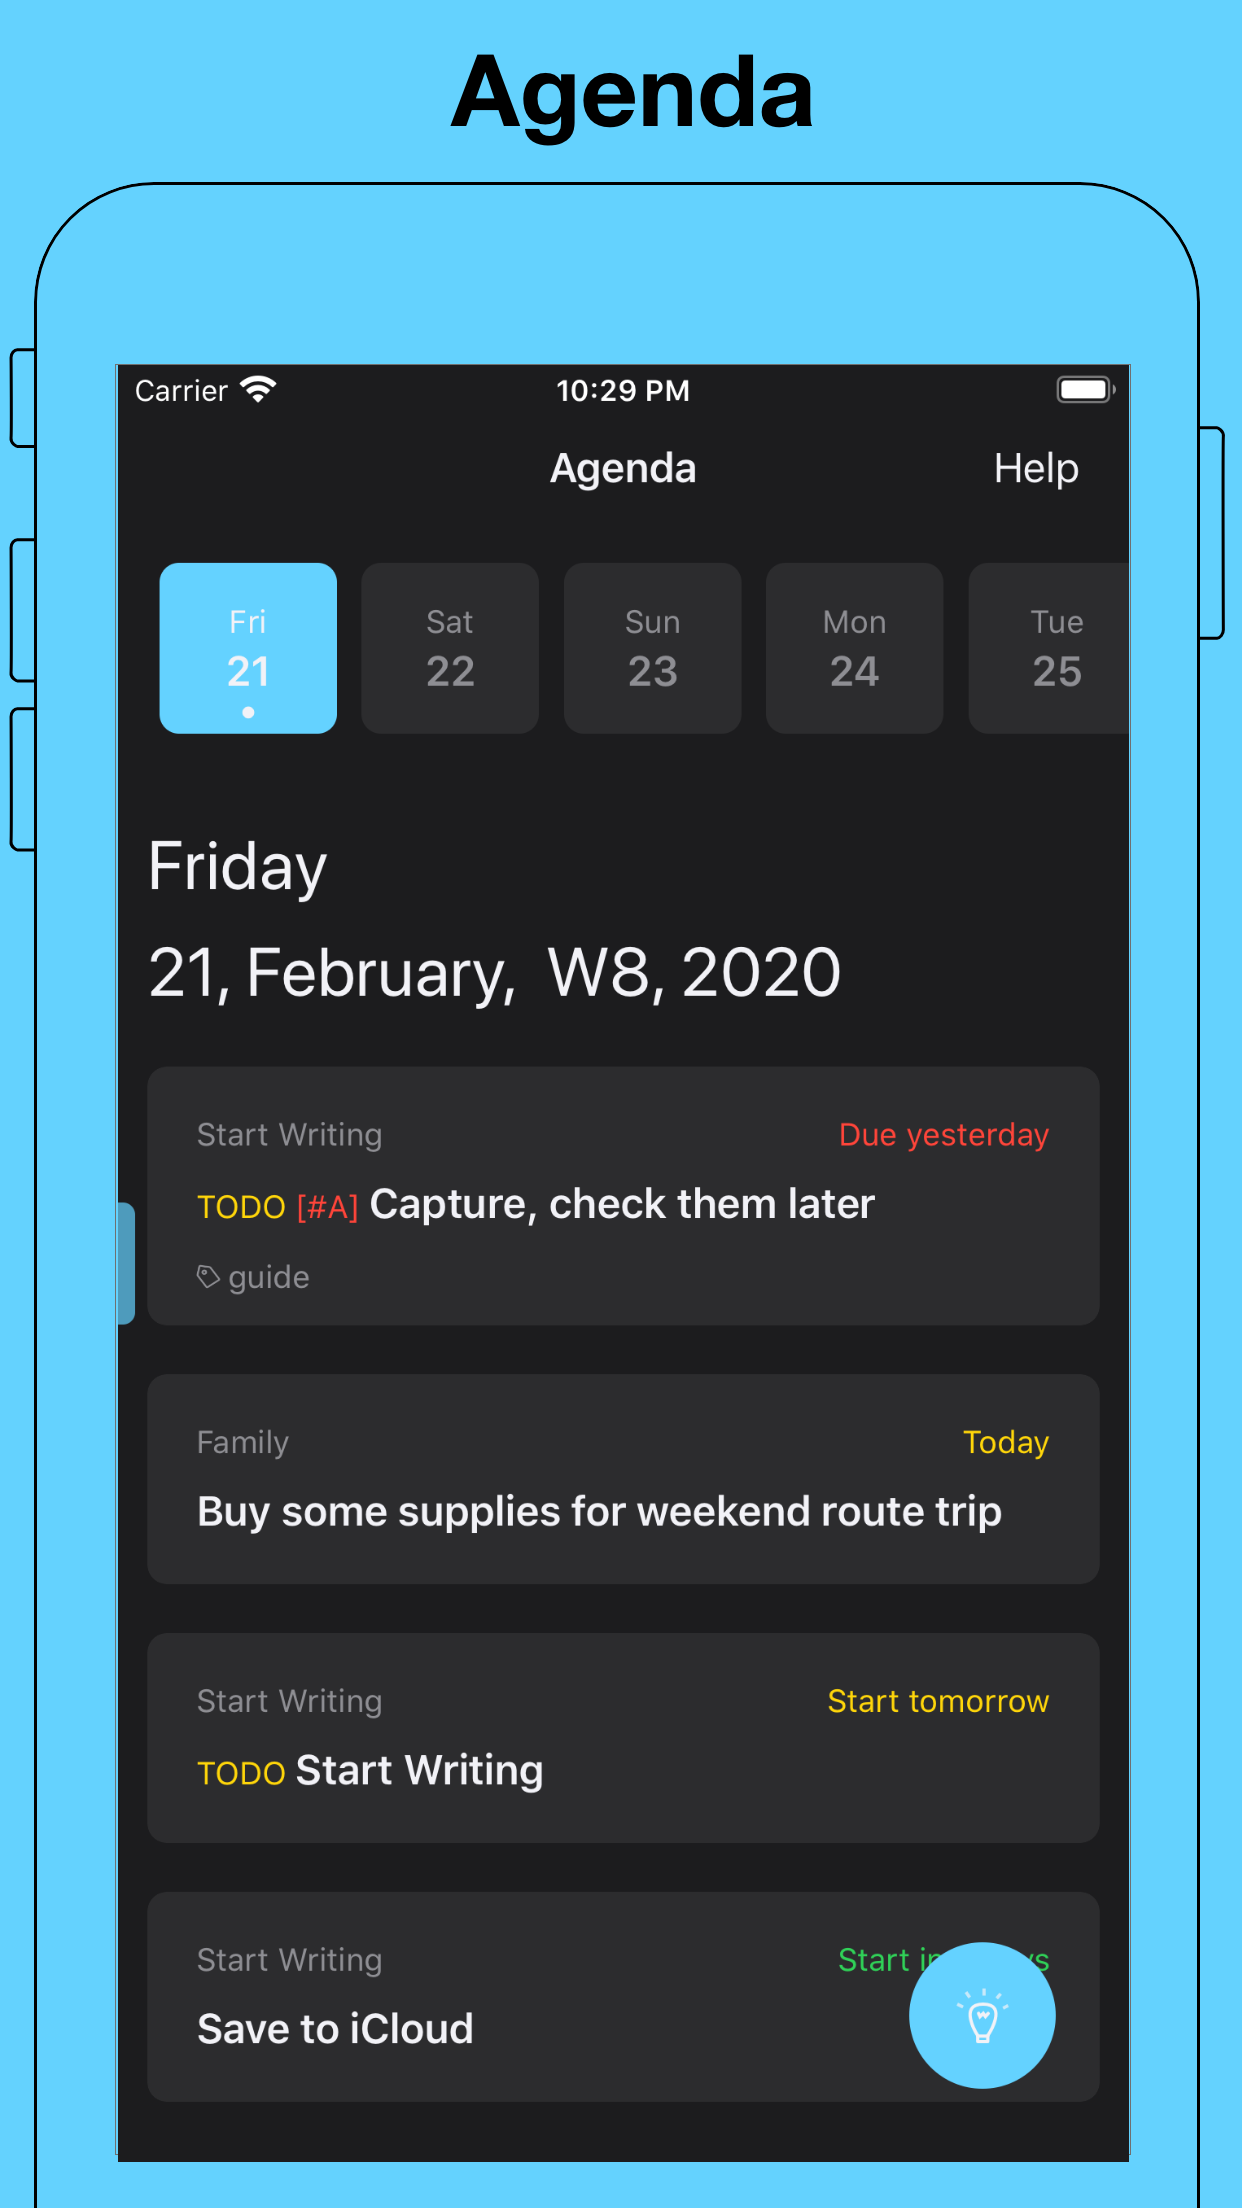 Agenda
Carrier 10:29 PM
Agenda Help
Fri Sat Sun Mon Tue
21 22 23 24 25
Friday
21, February, W8, 2020
Start Writing Due yesterday
TODO [#A] Capture, check them later
guide
Family Today
Buy some supplies for weekend route trip
Start Writing Start tomorrow
TODO Start Writing
Start Writing Start
Save to iCloud